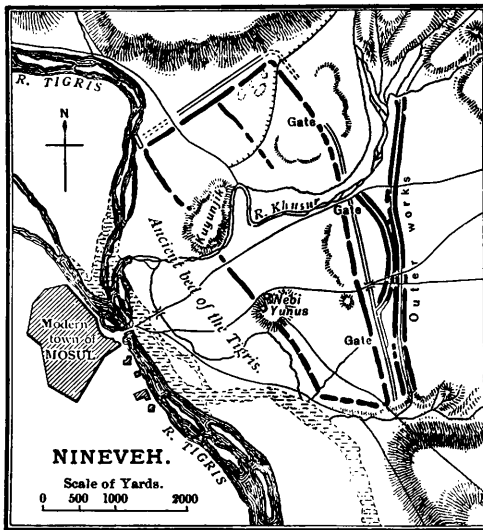 R. TIGRIS
N
Gate
Kuyunjik
R. Khusur
Gate
Outer works
Ancient bed of the Tigris.
Nebi
Yunus
Gate
Modern
town of
MOSUL
R. TIGRIS
NINEVEH.
Scale of Yards.
0 500 1000 2000